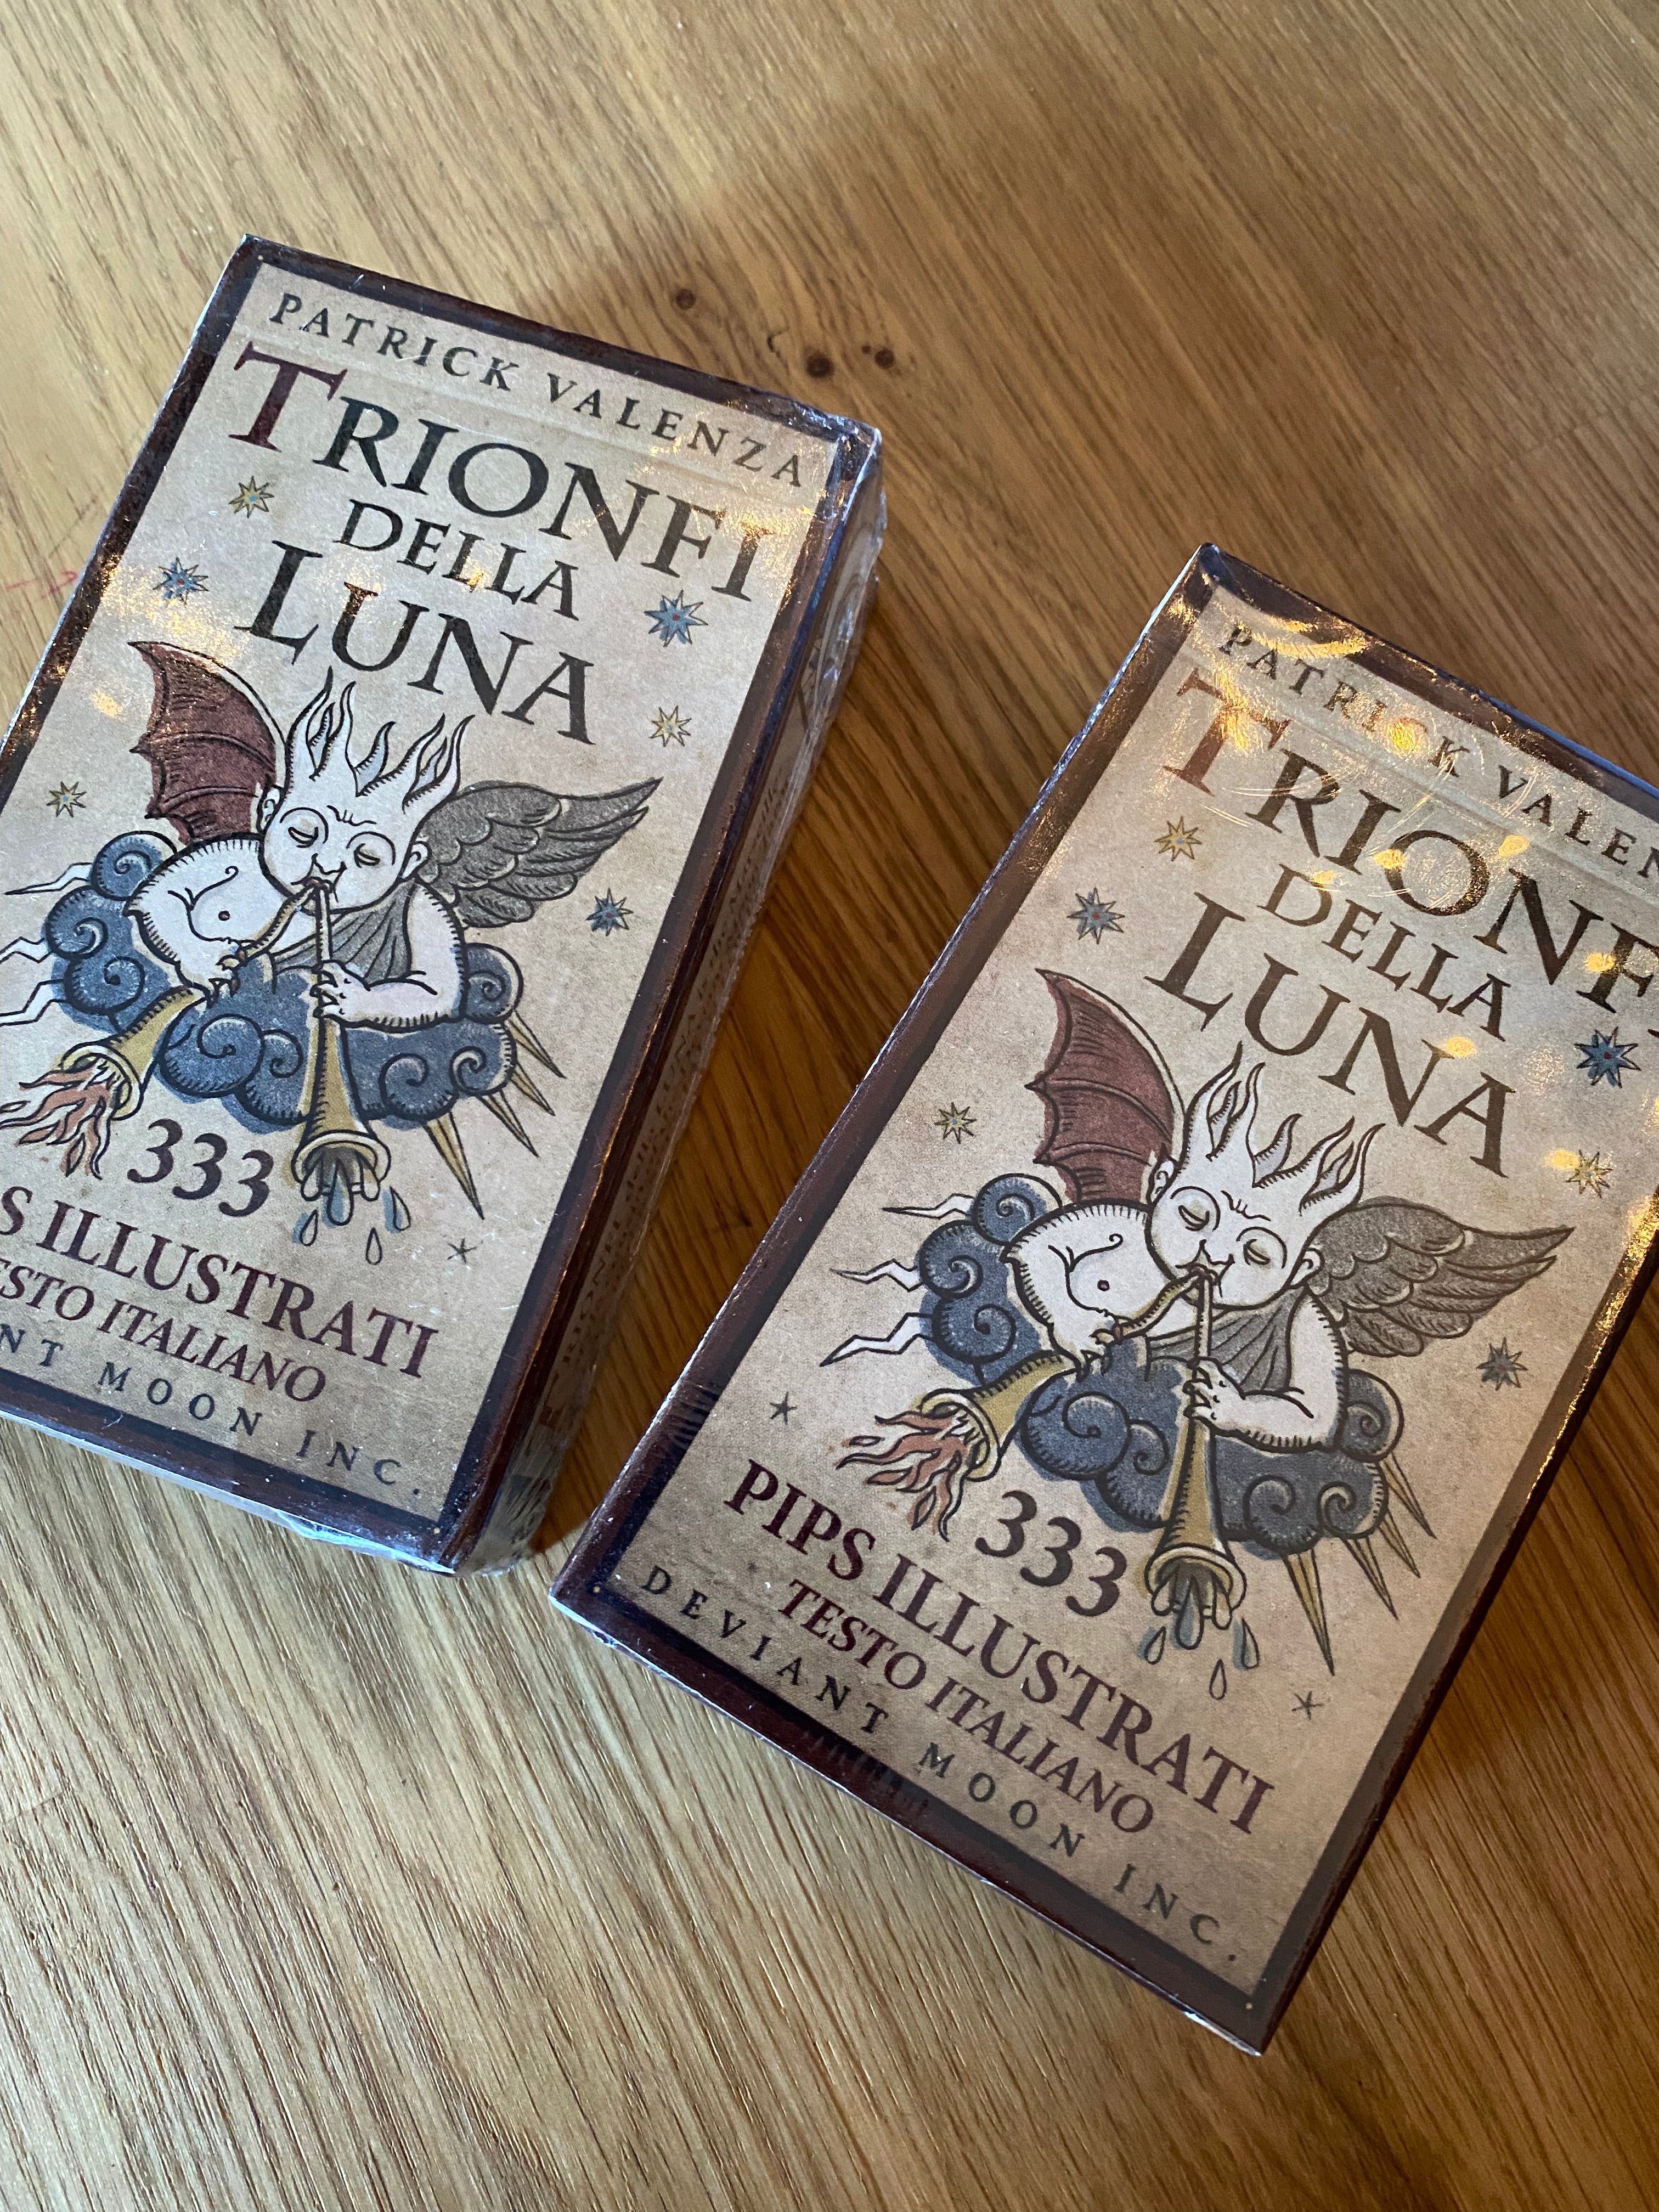 PATRICK VALENZA
TRIONFI
DELLA
LUNA
333
S ILLUSTRATI
ESTO ITALIANO
NT MOON INC.
PATRICK VALEN
TRIONF
DELLA
LUNA
333
PIPS ILLUSTRATI
TESTO ITALIANO
DEVIANT MOON INC.